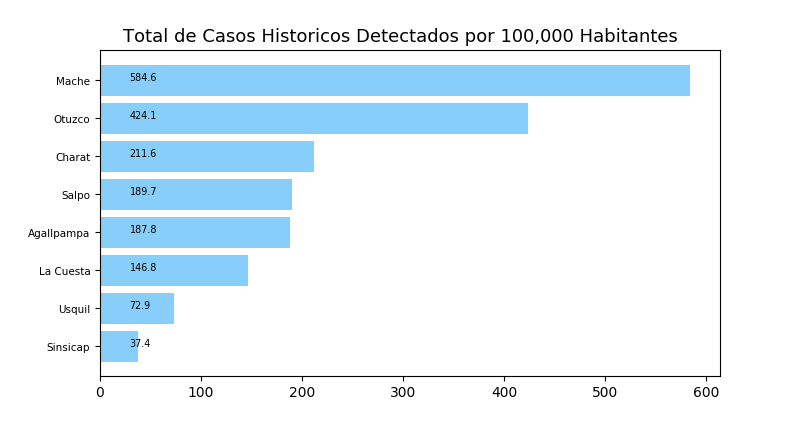 Total de Casos Historicos Detectados por 100,000 Habitantes
Mache 584.6
Otuzco 424.1
Charat 211.6
Salpo 189.7
Agallpampa 187.8
La Cuesta 146.8
Usquil 72.9
Sinsicap 37.4
0 100 200 300 400 500 600